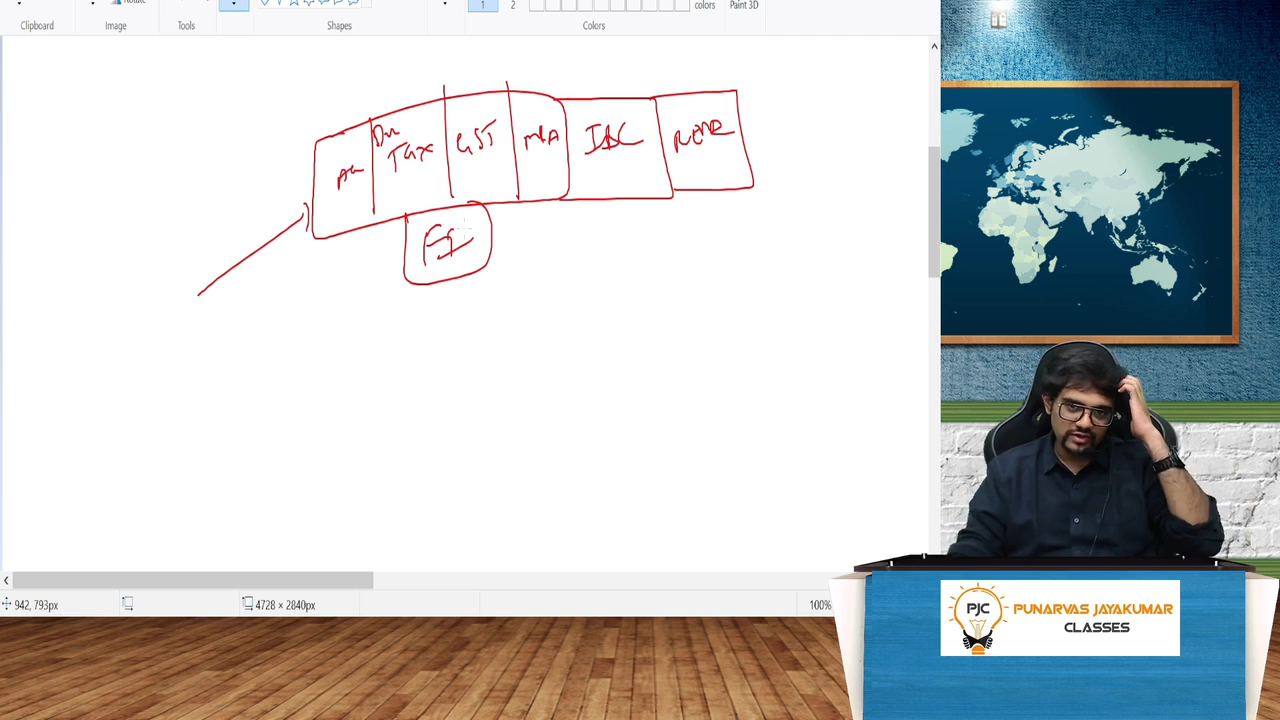 Rotate
1
2
colors
Paint 3D
Clipboard
Image
Tools
Shapes
Colors
Tax
GST
IBC
942, 793px
4728 × 2840px
100%
PJC
PUNARVAS JAYAKUMAR
CLASSES